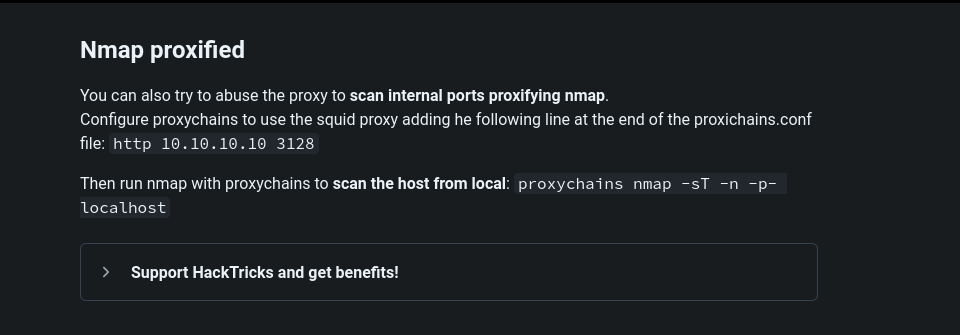 Nmap proxified
You can also try to abuse the proxy to scan internal ports proxifying nmap.
Configure proxychains to use the squid proxy adding he following line at the end of the proxichains.conf
file: http 10.10.10.10 3128
Then run nmap with proxychains to scan the host from local: proxychains nmap -sT -n -p-
localhost
Support HackTricks and get benefits!